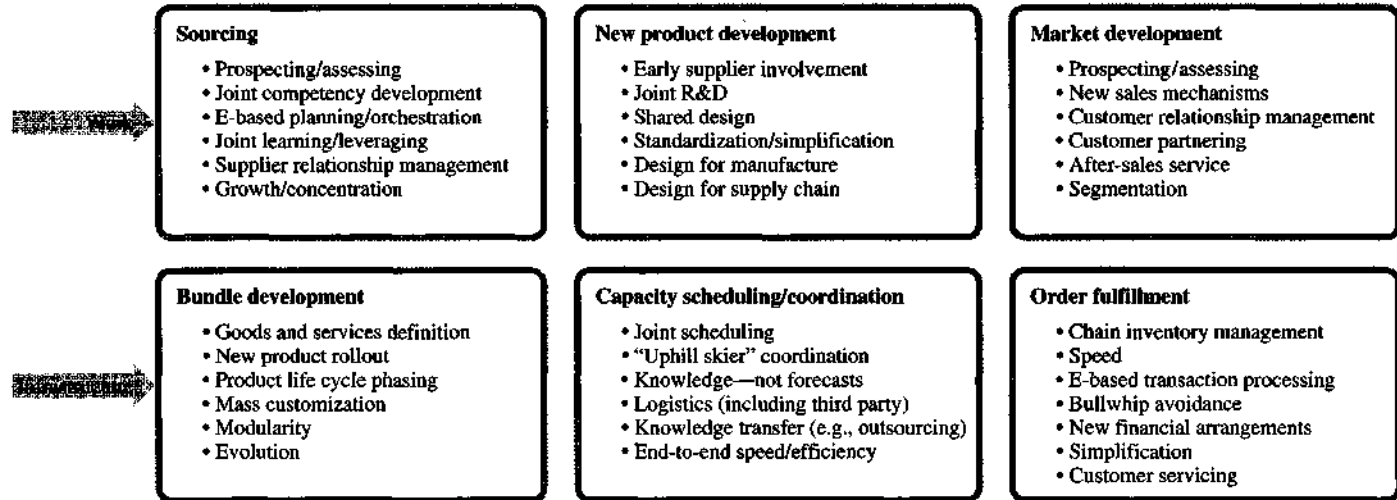 Sourcing
• Prospecting/assessing
• Joint competency development
• E-based planning/orchestration
• Joint learning/leveraging
• Supplier relationship management
• Growth/concentration
New product development
• Early supplier involvement
• Joint R&D
• Shared design
• Standardization/simplification
• Design for manufacture
• Design for supply chain
Market development
• Prospecting/assessing
• New sales mechanisms
• Customer relationship management
• Customer partnering
• After-sales service
• Segmentation
Bundle development
• Goods and services definition
• New product rollout
• Product life cycle phasing
• Mass customization
• Modularity
• Evolution
Capacity scheduling/coordination
• Joint scheduling
• “Uphill skier” coordination
• Knowledge—not forecasts
• Logistics (including third party)
• Knowledge transfer (e.g., outsourcing)
• End-to-end speed/efficiency
Order fulfillment
• Chain inventory management
• Speed
• E-based transaction processing
• Bullwhip avoidance
• New financial arrangements
• Simplification
• Customer servicing